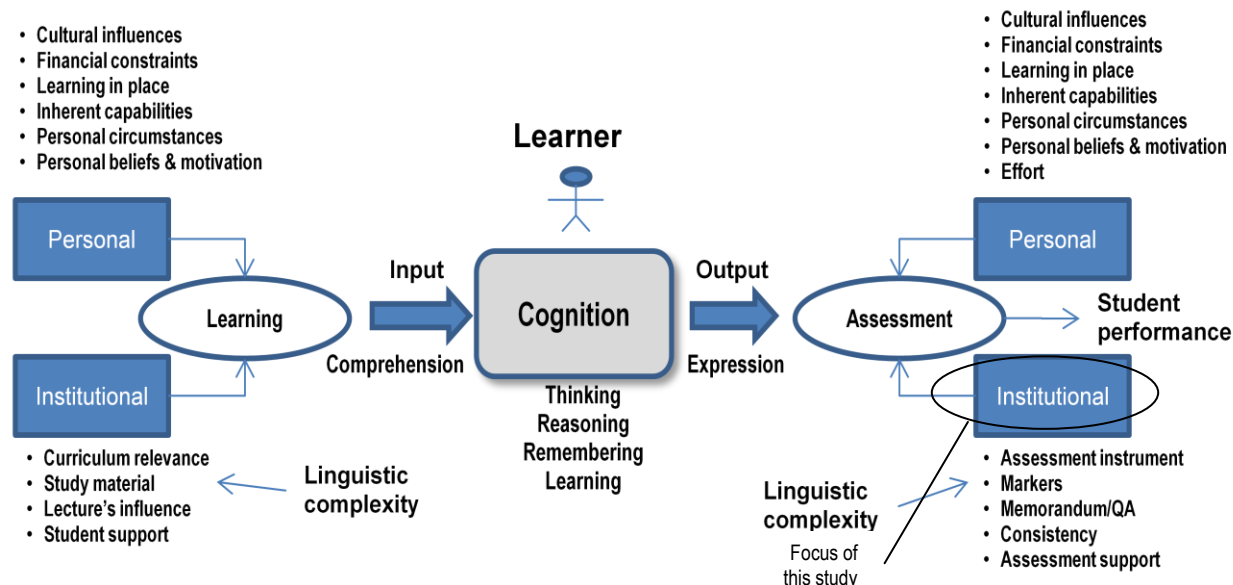 • Cultural influences
• Financial constraints
• Learning in place
• Inherent capabilities
• Personal circumstances
• Personal beliefs & motivation
Personal
Learning
Institutional
• Curriculum relevance
• Study material
• Lecture's influence
• Student support
Linguistic
complexity
Input
Comprehension
Learner
Cognition
Thinking
Reasoning
Remembering
Learning
Output
Expression
• Cultural influences
• Financial constraints
• Learning in place
• Inherent capabilities
• Personal circumstances
• Personal beliefs & motivation
• Effort
Personal
Assessment
Student
performance
Institutional
• Assessment instrument
• Markers
• Memorandum/QA
• Consistency
• Assessment support
Linguistic
complexity
Focus of
this study